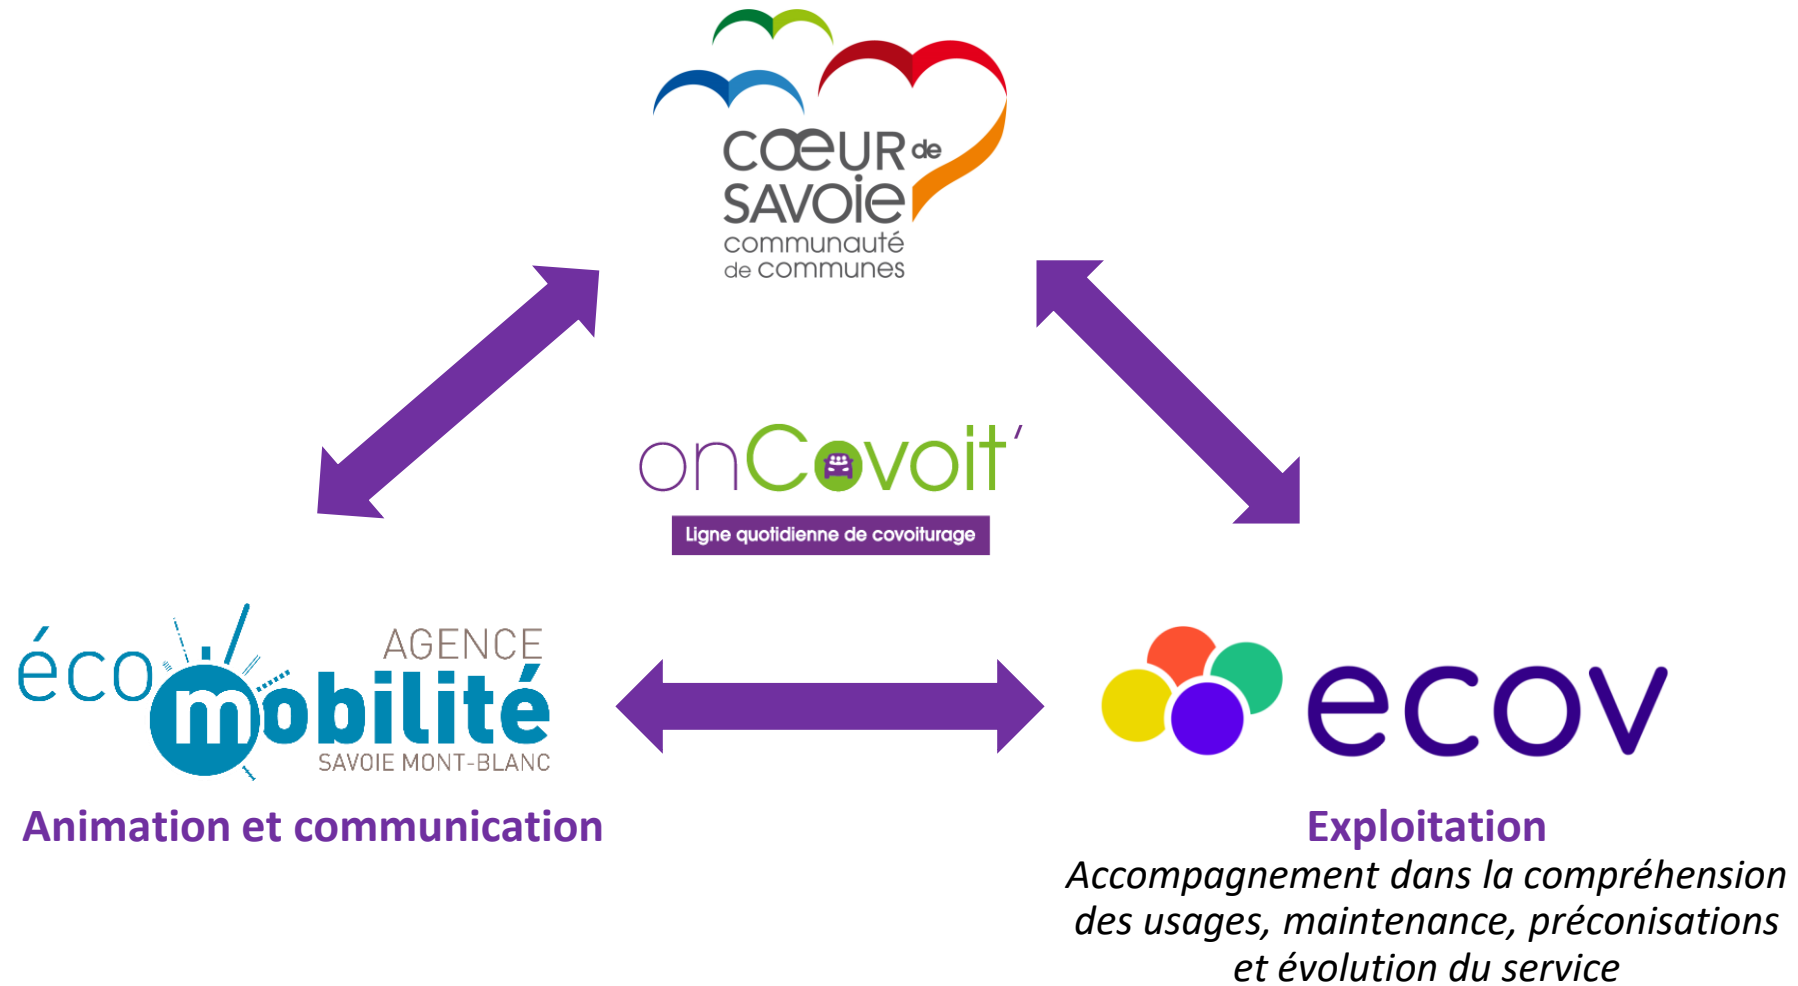 CŒUR de
SAVOIE
communauté
de communes
onCovoit'
Ligne quotidienne de covoiturage
éco
AGENCE
mobilité
SAVOIE MONT-BLANC
ecov
Animation et communication
Exploitation
Accompagnement dans la compréhension
des usages, maintenance, préconisations
et évolution du service